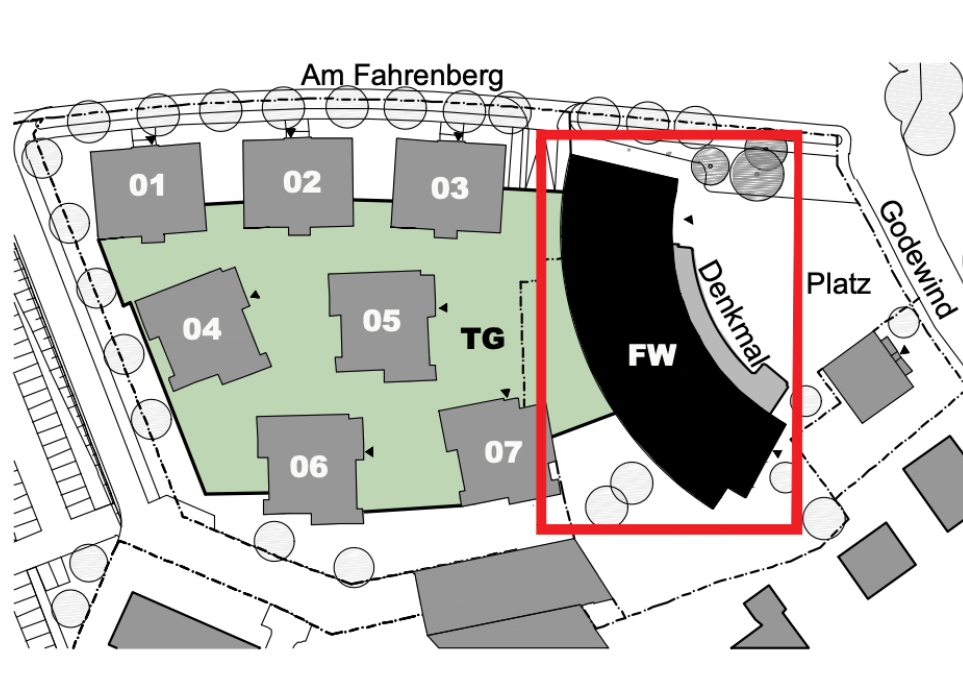 Am Fahrenberg
01
02
03
Godewind
Denkmal
Platz
04
05
TG
FW
06
07